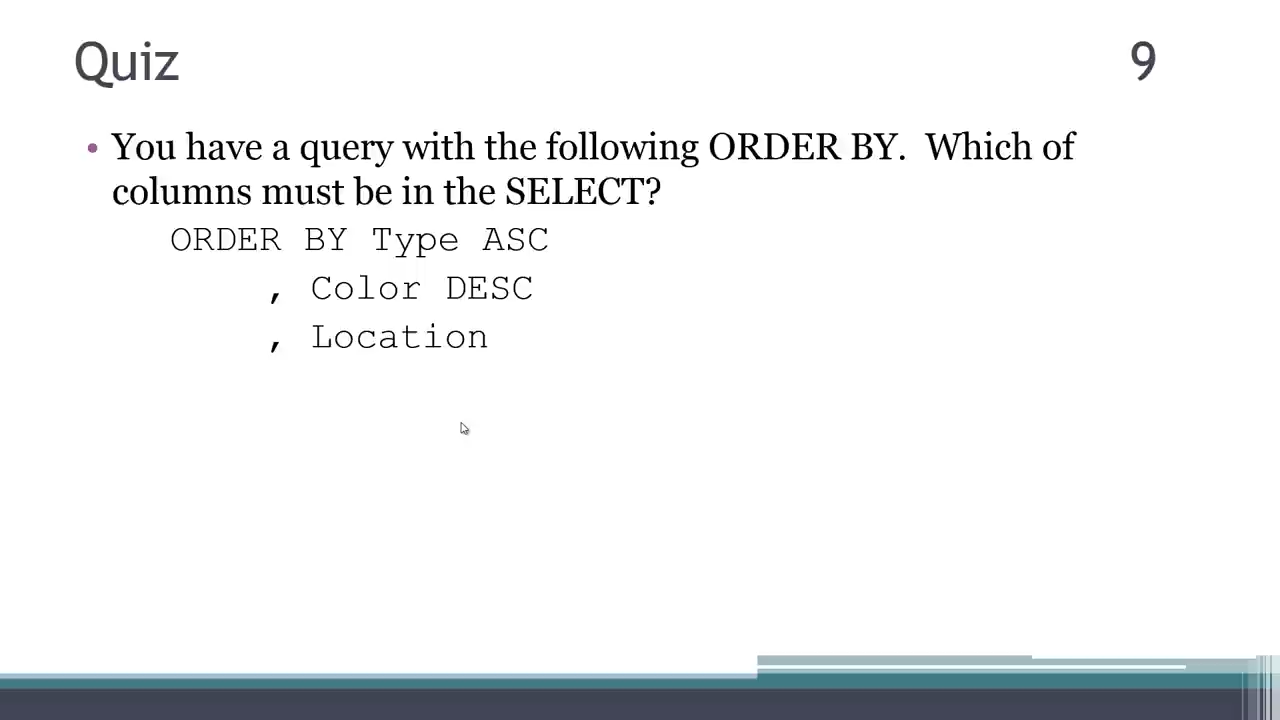 Quiz 9
• You have a query with the following ORDER BY. Which of
columns must be in the SELECT?
ORDER BY Type ASC
, Color DESC
, Location